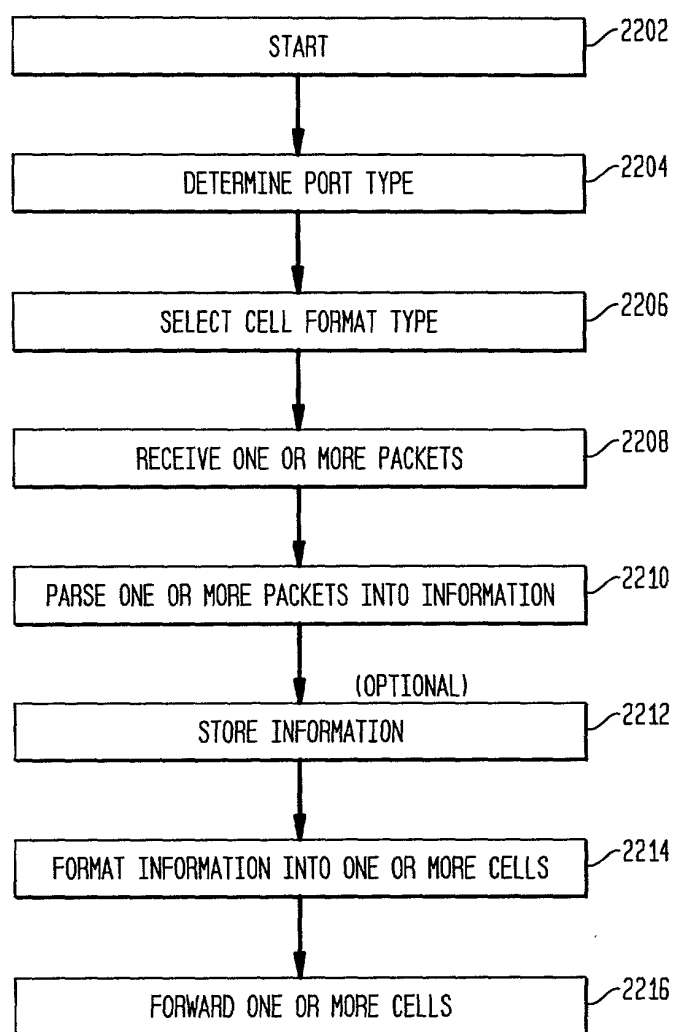 START 2202
DETERMINE PORT TYPE 2204
SELECT CELL FORMAT TYPE 2206
RECEIVE ONE OR MORE PACKETS 2208
PARSE ONE OR MORE PACKETS INTO INFORMATION 2210
(OPTIONAL)
STORE INFORMATION 2212
FORMAT INFORMATION INTO ONE OR MORE CELLS 2214
FORWARD ONE OR MORE CELLS 2216